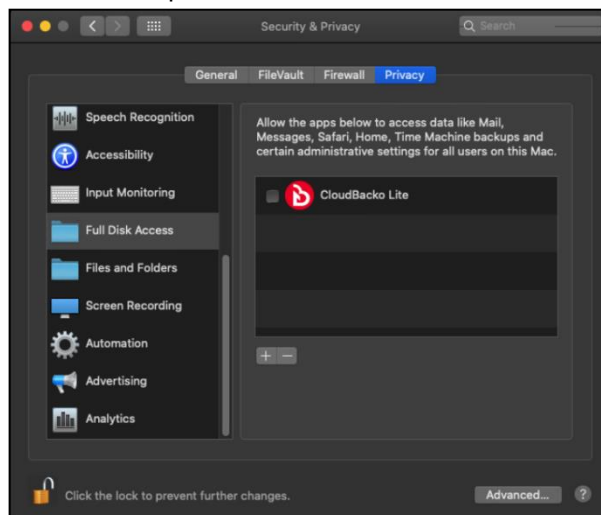 Security & Privacy
Search
General
FileVault
Firewall
Privacy
Speech Recognition
Accessibility
Input Monitoring
Full Disk Access
Files and Folders
Screen Recording
Automation
Advertising
Analytics
Allow the apps below to access data like Mail,
Messages, Safari, Home, Time Machine backups and
certain administrative settings for all users on this Mac.
CloudBacko Lite
+ −
Click the lock to prevent further changes.
Advanced...
?